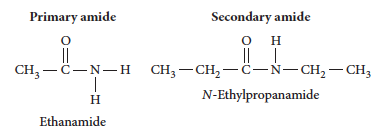 Primary amide Secondary amide
O O H
CH3—C—N—H CH3—CH2—C—N—CH2—CH3
H N-Ethylpropanamide
Ethanamide